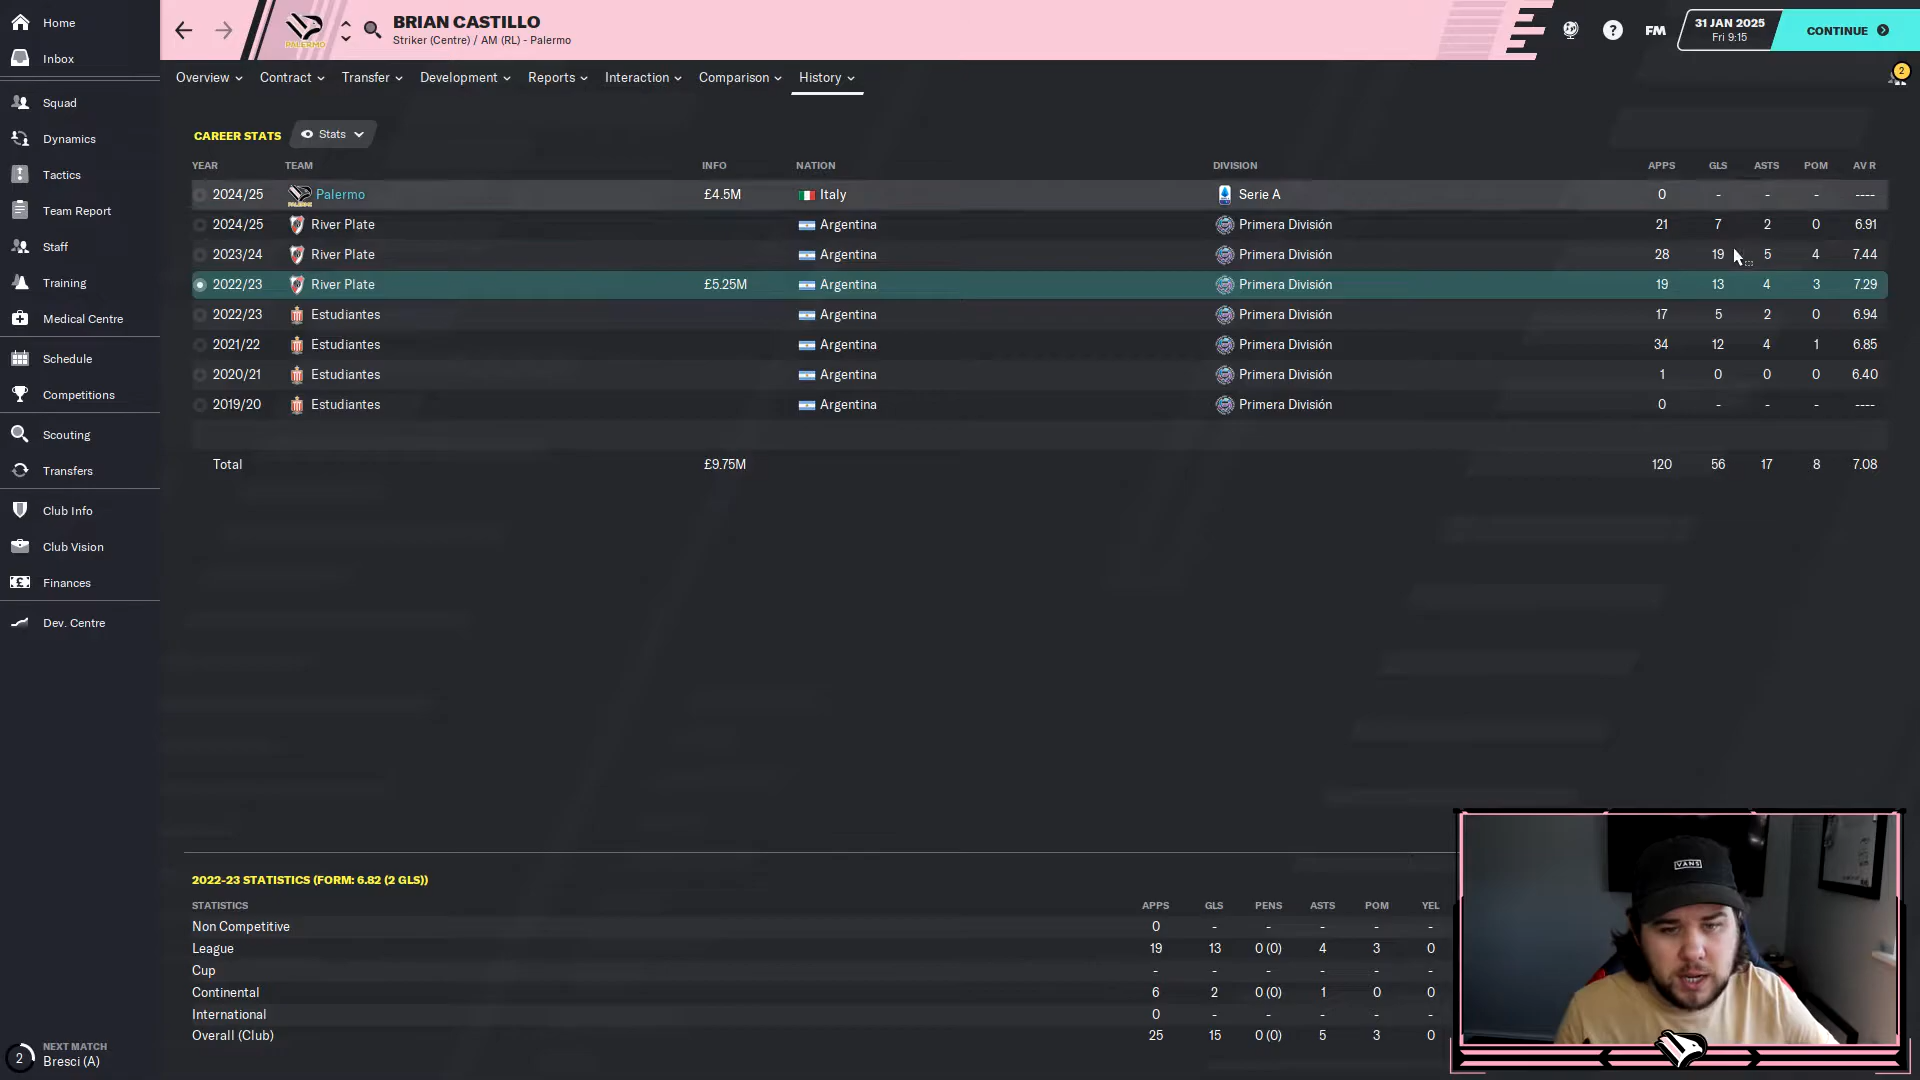 Home
Inbox
Squad
Dynamics
Tactics
Team Report
Staff
Training
Medical Centre
Schedule
Competitions
Scouting
Transfers
Club Info
Club Vision
Finances
Dev. Centre
2 NEXT MATCH
Bresci (A)
PALERMO
BRIAN CASTILLO
Striker (Centre) / AM (RL) - Palermo
? FM 31 JAN 2025 CONTINUE
Fri 9:15
Overview Contract Transfer Development Reports Interaction Comparison History 2
CAREER STATS Stats
YEAR TEAM INFO NATION DIVISION APPS GLS ASTS POM AV R
2024/25 Palermo £4.5M Italy Serie A 0 - - - ----
2024/25 River Plate Argentina Primera División 21 7 2 0 6.91
2023/24 River Plate Argentina Primera División 28 19 5 4 7.44
2022/23 River Plate £5.25M Argentina Primera División 19 13 4 3 7.29
2022/23 Estudiantes Argentina Primera División 17 5 2 0 6.94
2021/22 Estudiantes Argentina Primera División 34 12 4 1 6.85
2020/21 Estudiantes Argentina Primera División 1 0 0 0 6.40
2019/20 Estudiantes Argentina Primera División 0 - - - ----
Total £9.75M 120 56 17 8 7.08
2022-23 STATISTICS (FORM: 6.82 (2 GLS))
STATISTICS APPS GLS PENS ASTS POM YEL
Non Competitive 0 - - - - -
League 19 13 0 (0) 4 3 0
Cup - - - - - -
Continental 6 2 0 (0) 1 0 0
International 0 - - - - -
Overall (Club) 25 15 0 (0) 5 3 0
VANS